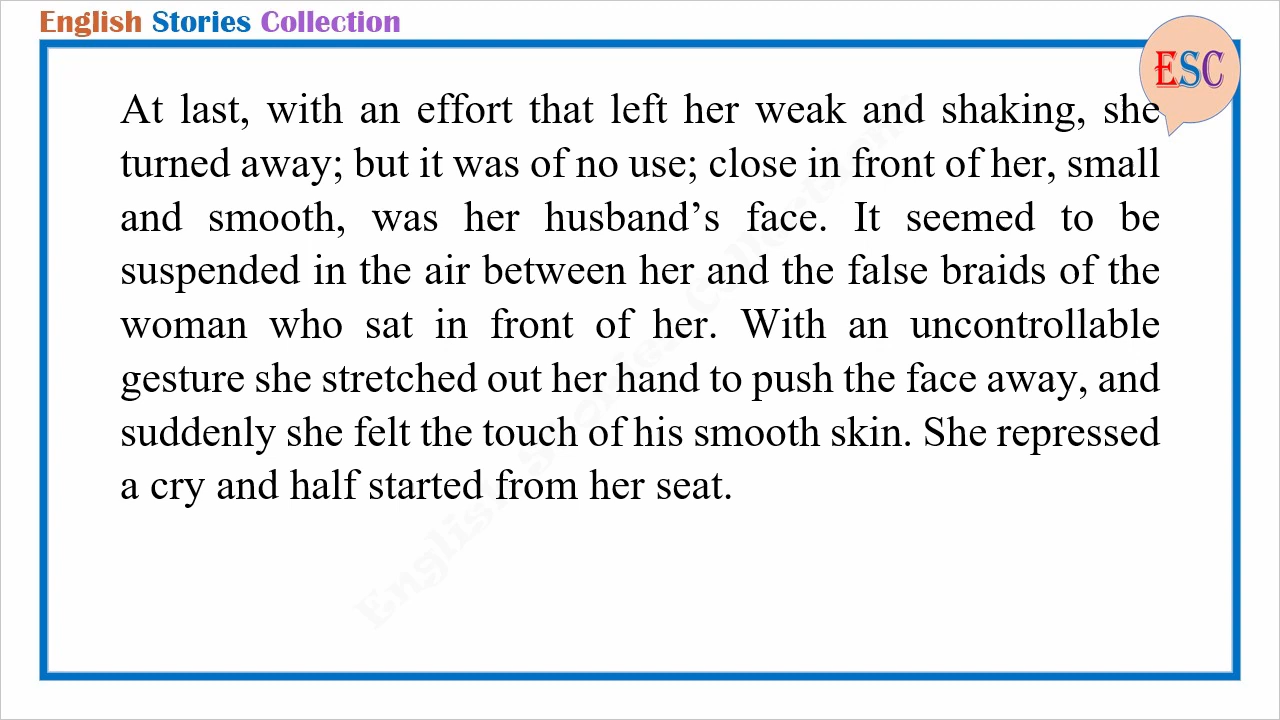 English Stories Collection
ESC
At last, with an effort that left her weak and shaking, she
turned away; but it was of no use; close in front of her, small
and smooth, was her husband’s face. It seemed to be
suspended in the air between her and the false braids of the
woman who sat in front of her. With an uncontrollable
gesture she stretched out her hand to push the face away, and
suddenly she felt the touch of his smooth skin. She repressed
a cry and half started from her seat.
English Stories Collection